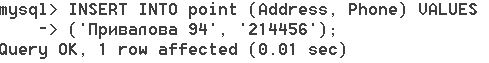 mysql> INSERT INTO point (Address, Phone) VALUES
-> ('Привалова 94', '214456');
Query OK, 1 row affected (0.01 sec)